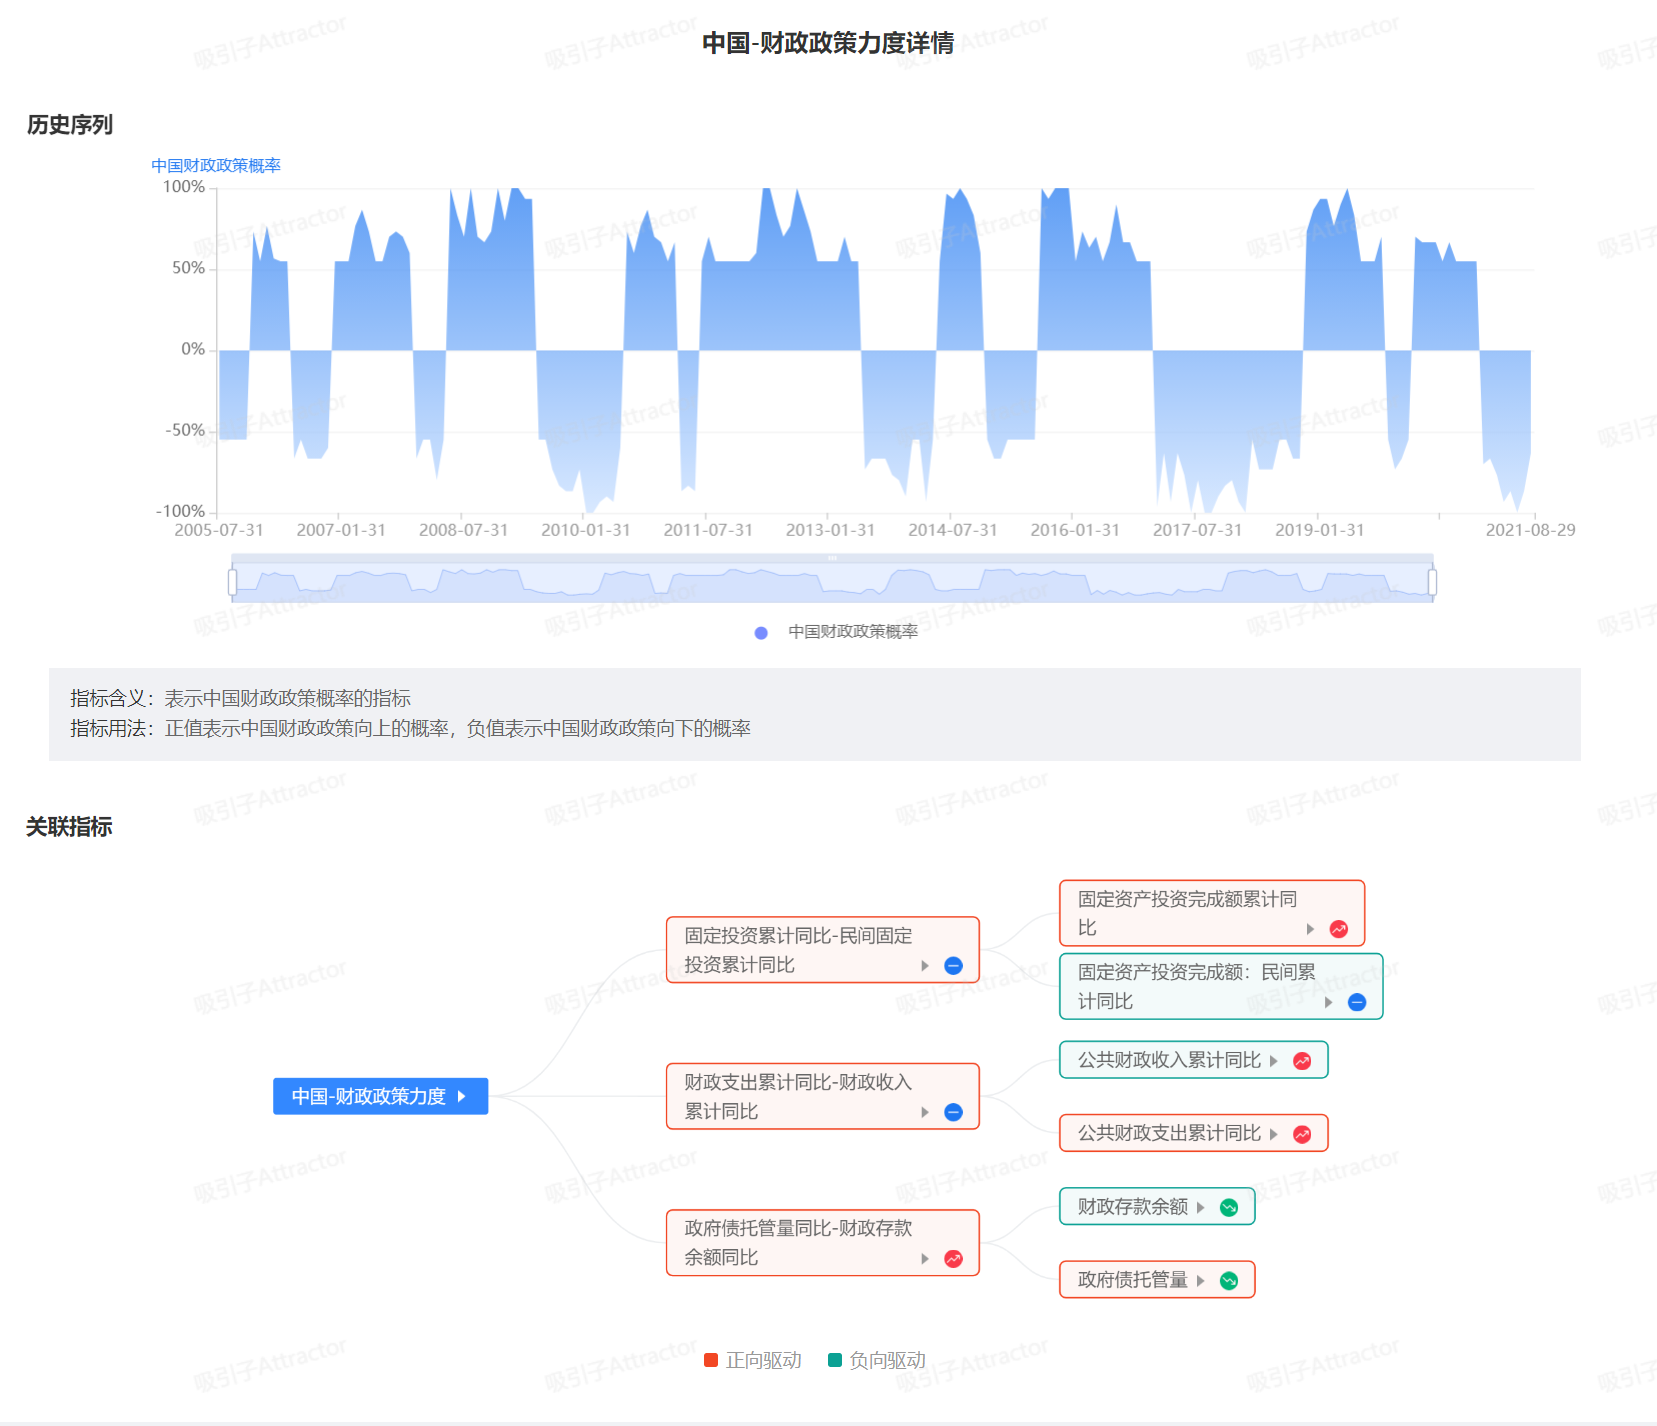 中国-财政政策力度详情
历史序列
中国财政政策概率
100%
50%
0%
-50%
-100%
2005-07-31 2007-01-31 2008-07-31 2010-01-31 2011-07-31 2013-01-31 2014-07-31 2016-01-31 2017-07-31 2019-01-31 2021-08-29
中国财政政策概率
指标含义：表示中国财政政策概率的指标
指标用法：正值表示中国财政政策向上的概率，负值表示中国财政政策向下的概率
关联指标
中国-财政政策力度
固定投资累计同比-民间固定
投资累计同比
固定资产投资完成额累计同
比
固定资产投资完成额：民间累
计同比
财政支出累计同比-财政收入
累计同比
公共财政收入累计同比
公共财政支出累计同比
政府债托管量同比-财政存款
余额同比
财政存款余额
政府债托管量
正向驱动 负向驱动
吸引子Attractor